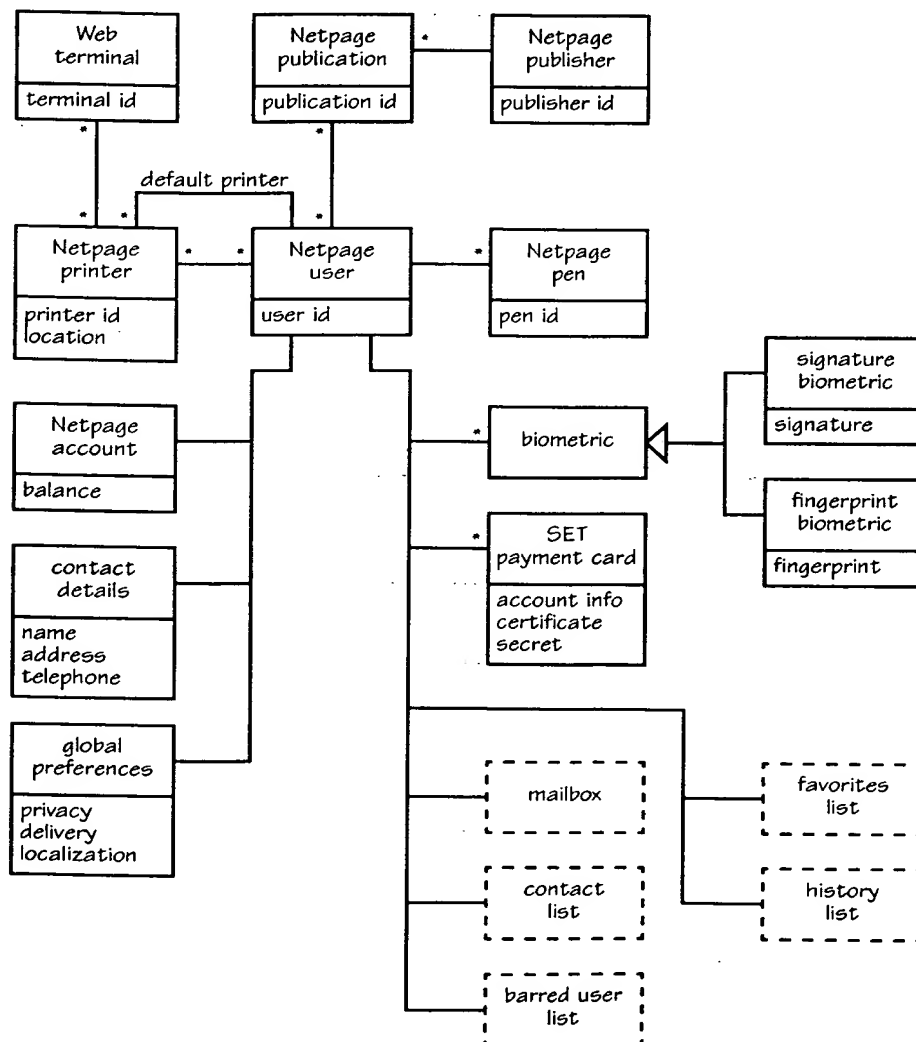 Web
terminal
terminal id
Netpage
publication
publication id
Netpage
publisher
publisher id
*
*
*
default printer
*
*
*
Netpage
printer
printer id
location
*
*
Netpage
user
user id
*
Netpage
pen
pen id
signature
biometric
signature
Netpage
account
balance
*
biometric
fingerprint
biometric
fingerprint
*
SET
payment card
account info
certificate
secret
contact
details
name
address
telephone
global
preferences
privacy
delivery
localization
mailbox
favorites
list
contact
list
history
list
barred user
list